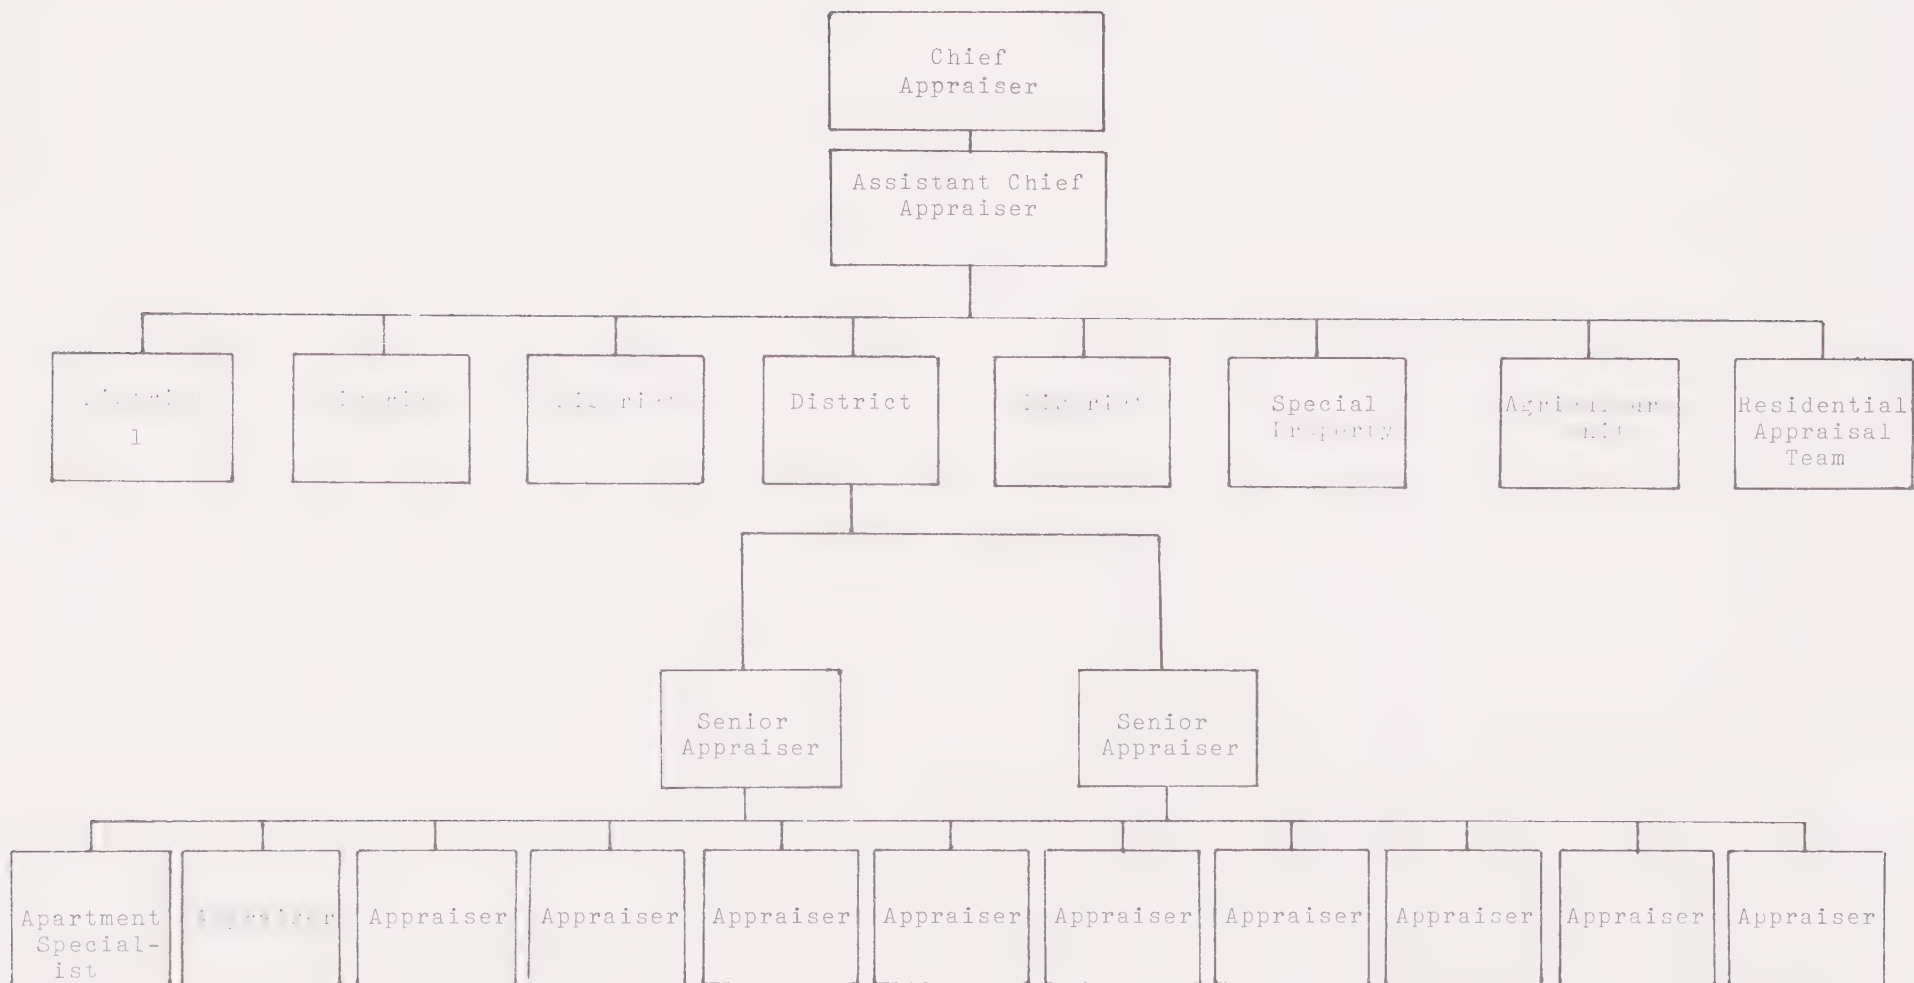 Chief
Appraiser
Assistant Chief
Appraiser
1
District
Special
Property
Residential
Appraisal
Team
Senior
Appraiser
Senior
Appraiser
Apartment
Special-
ist
Appraiser
Appraiser
Appraiser
Appraiser
Appraiser
Appraiser
Appraiser
Appraiser
Appraiser